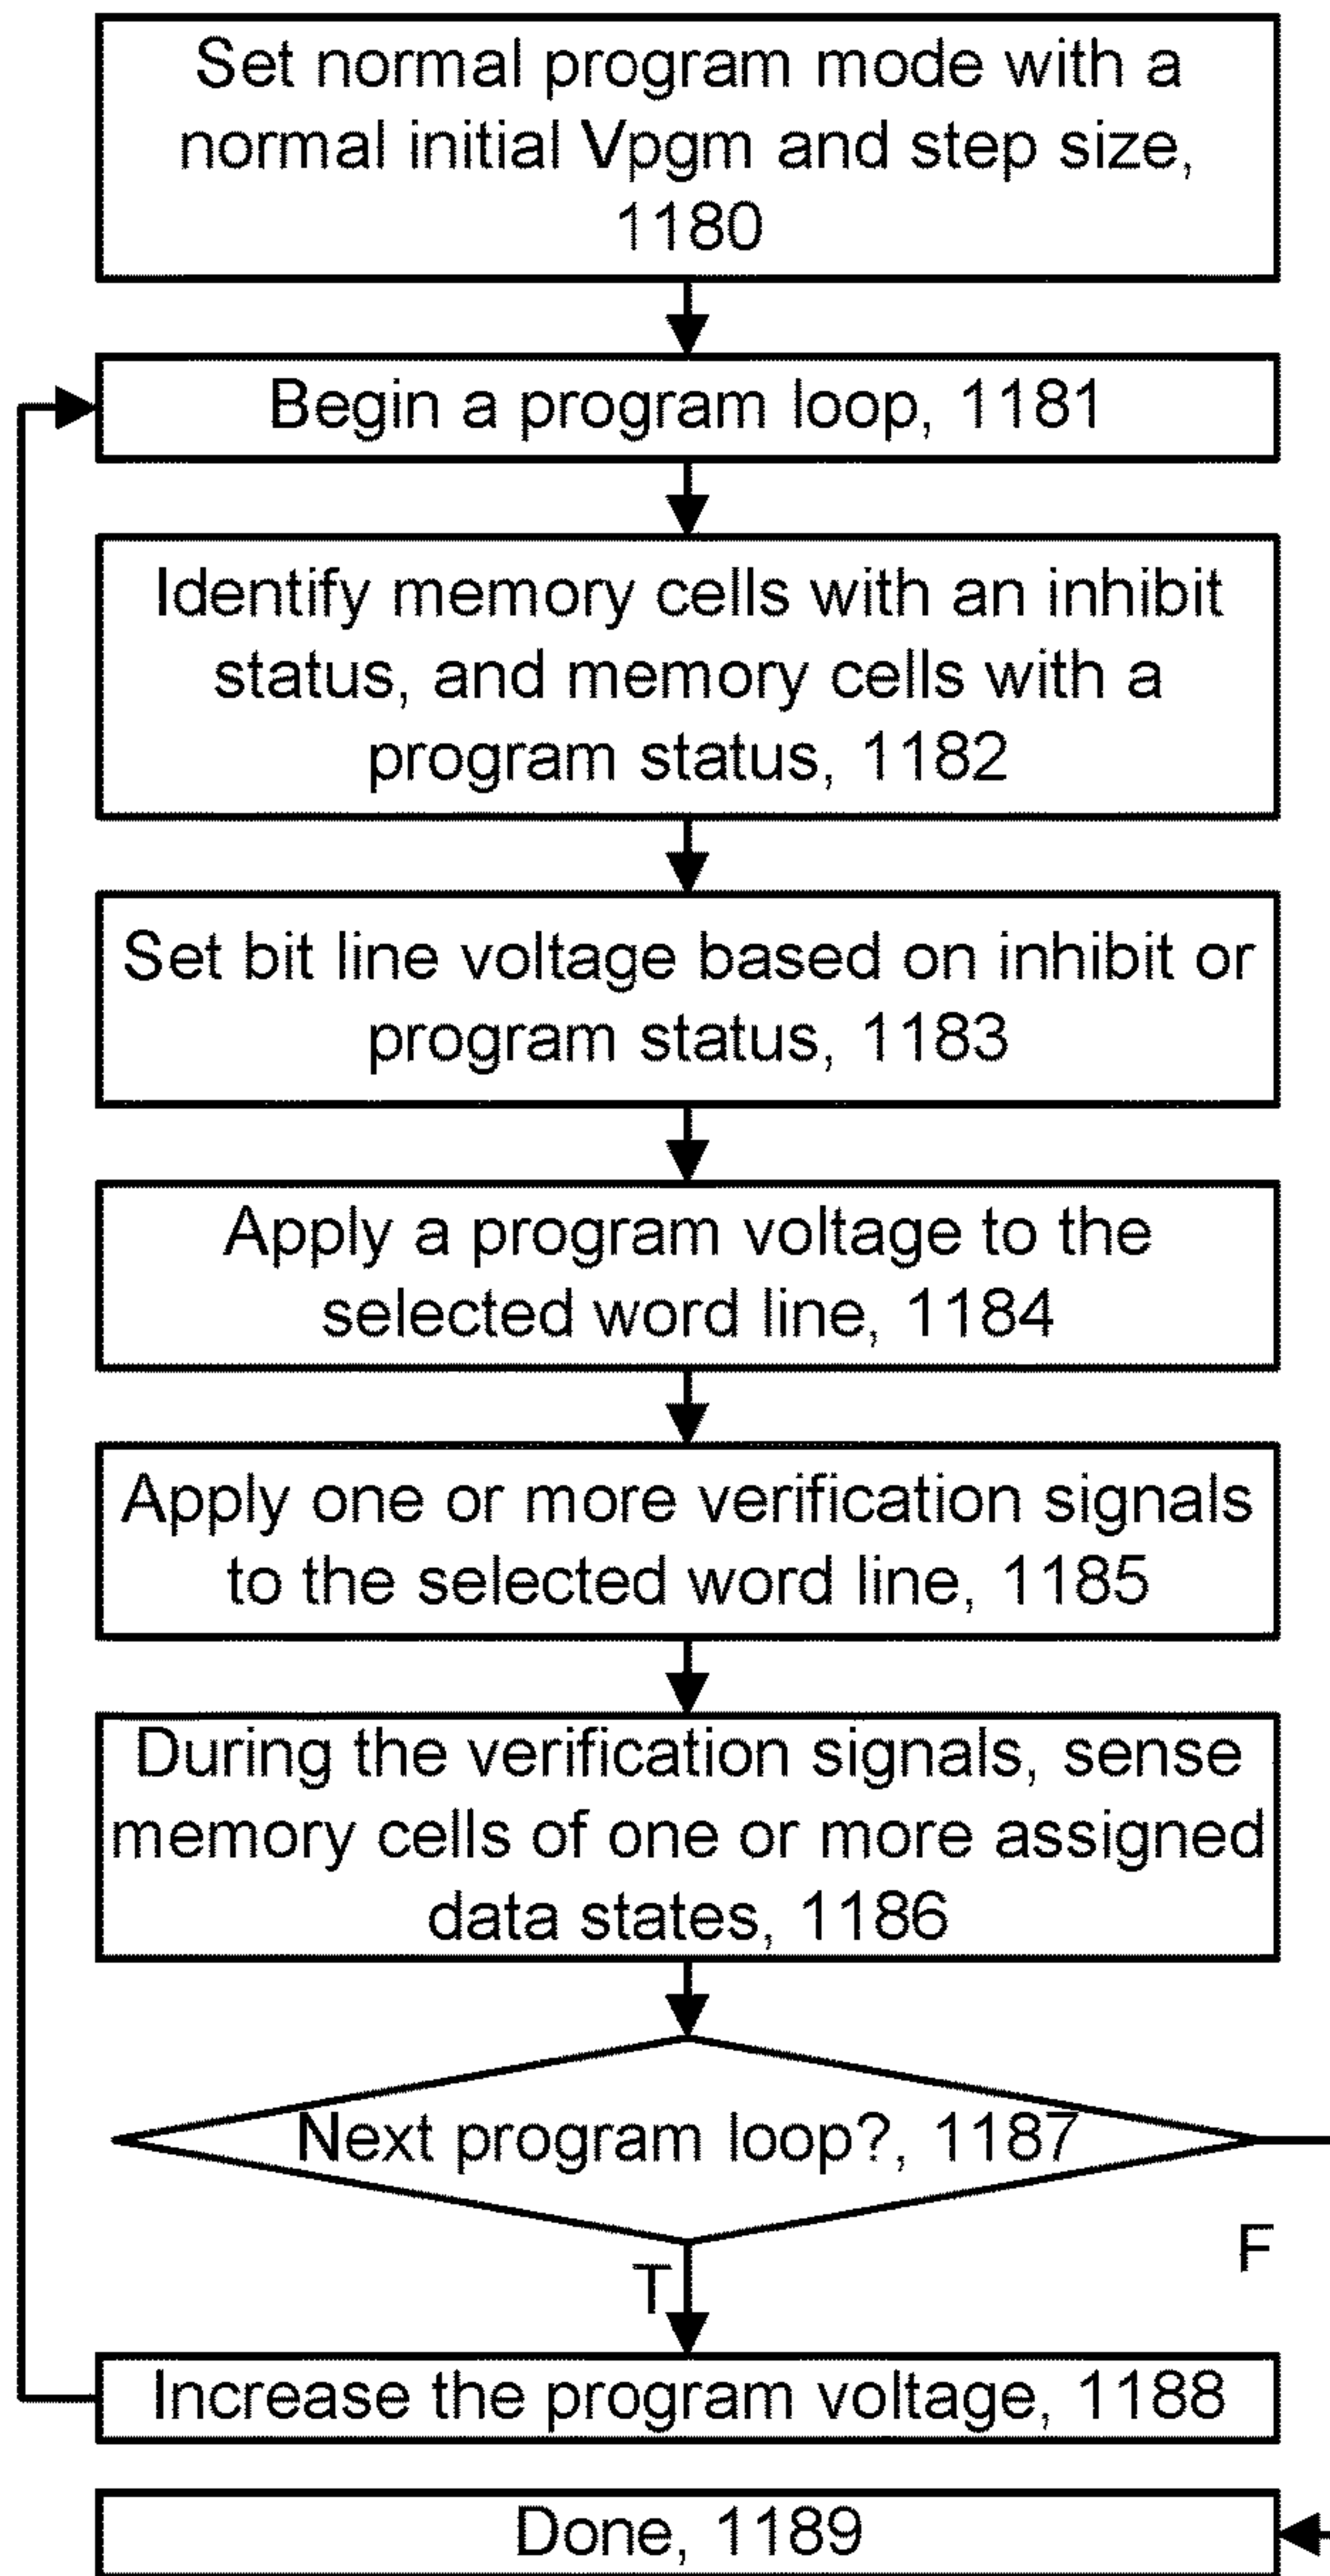 Set normal program mode with a
normal initial Vpgm and step size,
1180
Begin a program loop, 1181
Identify memory cells with an inhibit
status, and memory cells with a
program status, 1182
Set bit line voltage based on inhibit or
program status, 1183
Apply a program voltage to the
selected word line, 1184
Apply one or more verification signals
to the selected word line, 1185
During the verification signals, sense
memory cells of one or more assigned
data states, 1186
Next program loop?, 1187
F
T
Increase the program voltage, 1188
Done, 1189